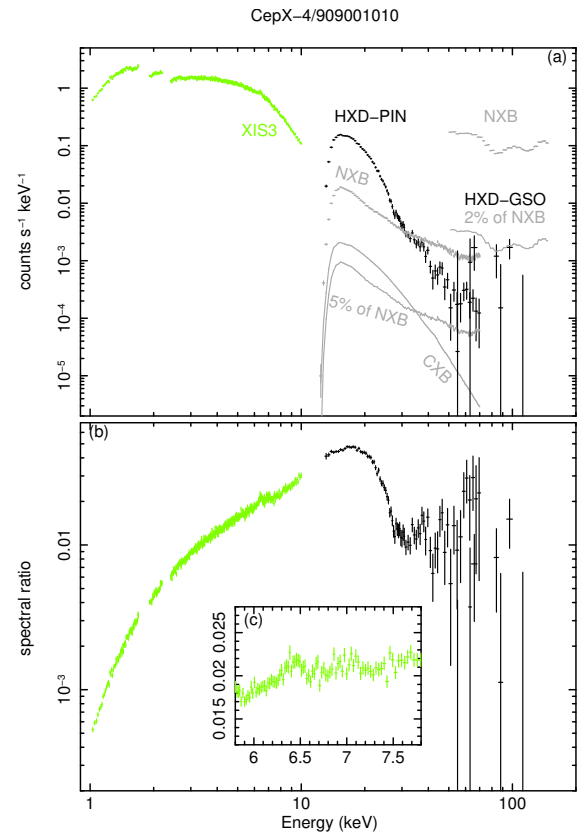 CepX−4/909001010
(a)
XIS3
HXD−PIN
NXB
NXB
HXD−GSO
2% of NXB
5% of NXB
CXB
counts s−1 keV−1
1
0.1
0.01
10−3
10−4
10−5
(b)
spectral ratio
0.01
10−3
(c)
0.025
0.02
0.015
6
6.5
7
7.5
1
10
100
Energy (keV)